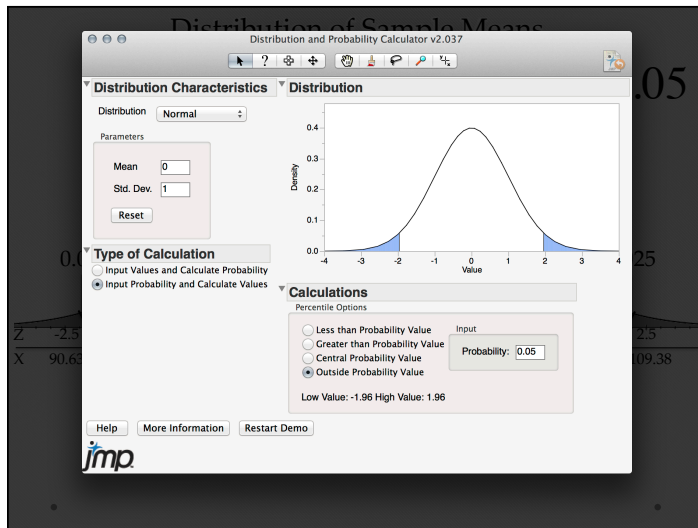 Distribution of Sample Means
Distribution and Probability Calculator v2.037
?
.05
Distribution Characteristics
Distribution Normal
Parameters
Mean 0
Std. Dev. 1
Reset
Type of Calculation
Input Values and Calculate Probability
Input Probability and Calculate Values
Distribution
Density
0.4
0.3
0.2
0.1
0.0
-4 -3 -2 -1 0 1 2 3 4
Value
Calculations
Percentile Options
Less than Probability Value
Greater than Probability Value
Central Probability Value
Outside Probability Value
Input
Probability: 0.05
Low Value: -1.96 High Value: 1.96
Help More Information Restart Demo
jmp
0.0 25
Z -2.5 2.5
X 90.63 109.38